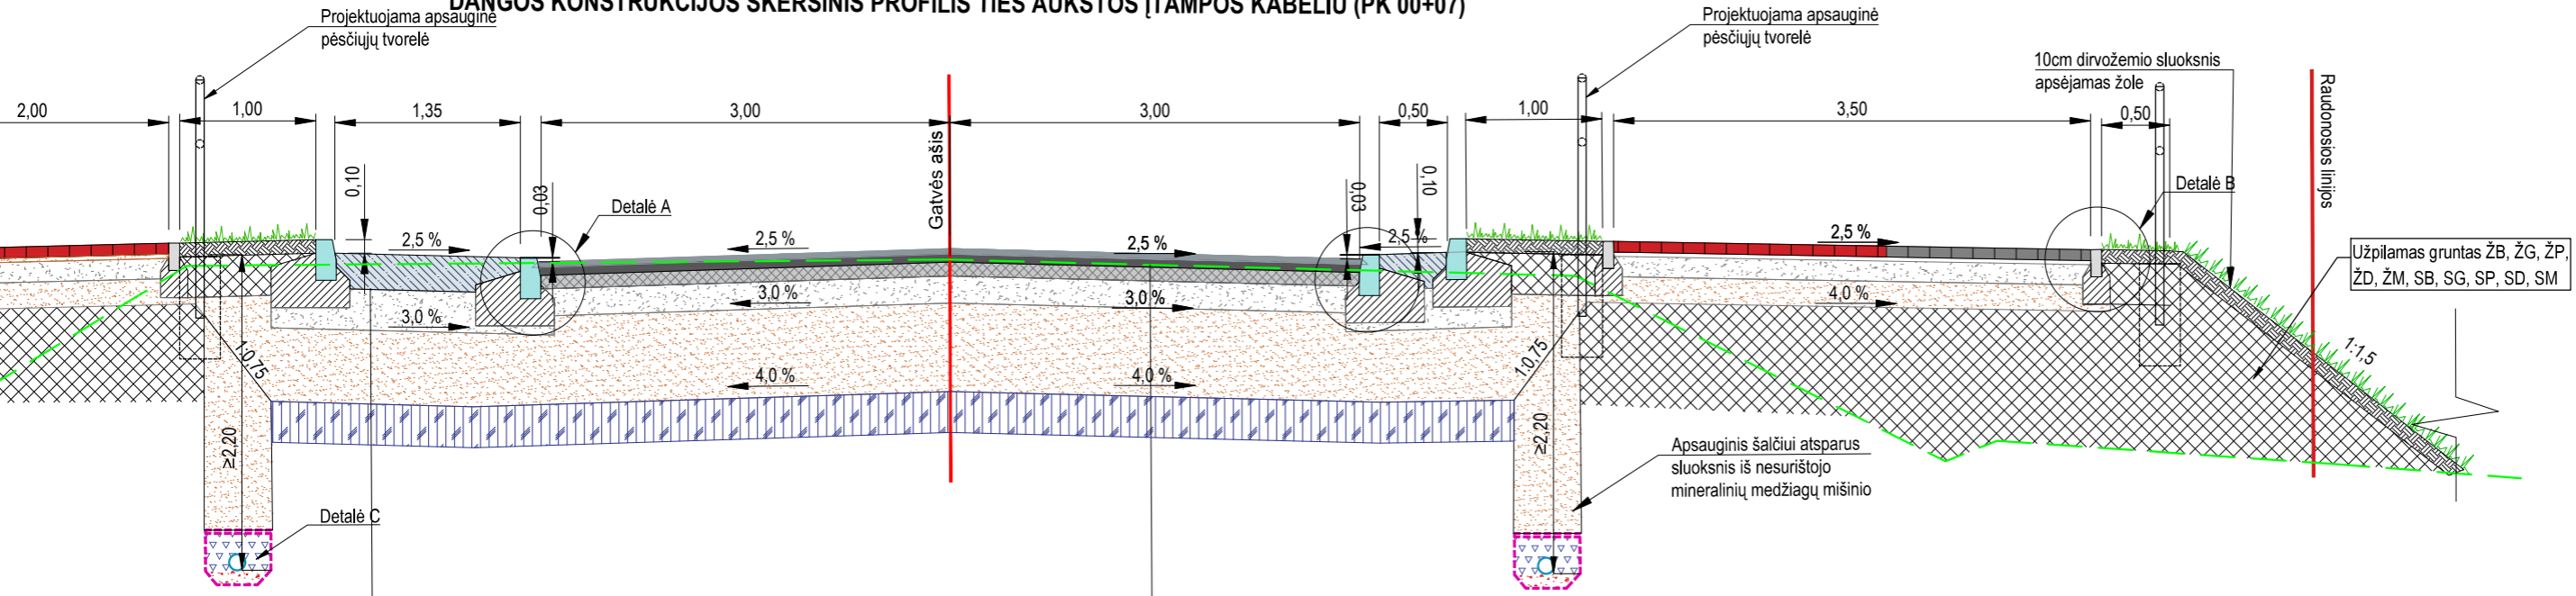 DANGOS KONSTRUKCIJOS SKERSINIS PROFILIS TIES AUKŠTOS ĮTAMPOS KABELIU (PK 00+07)
Projektuojama apsauginė
pėsčiųjų tvorelė
Projektuojama apsauginė
pėsčiųjų tvorelė
10cm dirvožemio sluoksnis
apsėjamas žole
2,00
1,00
1,35
3,00
3,00
0,50
1,00
3,50
0,50
Gatvės ašis
Raudonosios linijos
0,10
0,03
Detalė A
0,03
0,10
Detalė B
2,5 %
2,5 %
2,5 %
2,5 %
2,5 %
Užpilamas gruntas ŽB, ŽG, ŽP,
ŽD, ŽM, SB, SG, SP, SD, SM
3,0 %
3,0 %
3,0 %
4,0 %
1:0,75
1:0,75
1:1,5
4,0 %
4,0 %
≥2,20
≥2,20
Apsauginis šalčiui atsparus
sluoksnis iš nesurištojo
mineralinių medžiagų mišinio
Detalė C